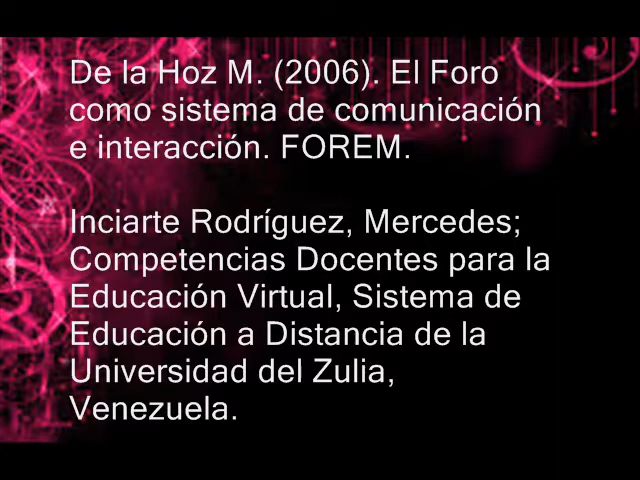 De la Hoz M. (2006). El Foro
como sistema de comunicación
e interacción. FOREM.
Inciarte Rodríguez, Mercedes;
Competencias Docentes para la
Educación Virtual, Sistema de
Educación a Distancia de la
Universidad del Zulia,
Venezuela.